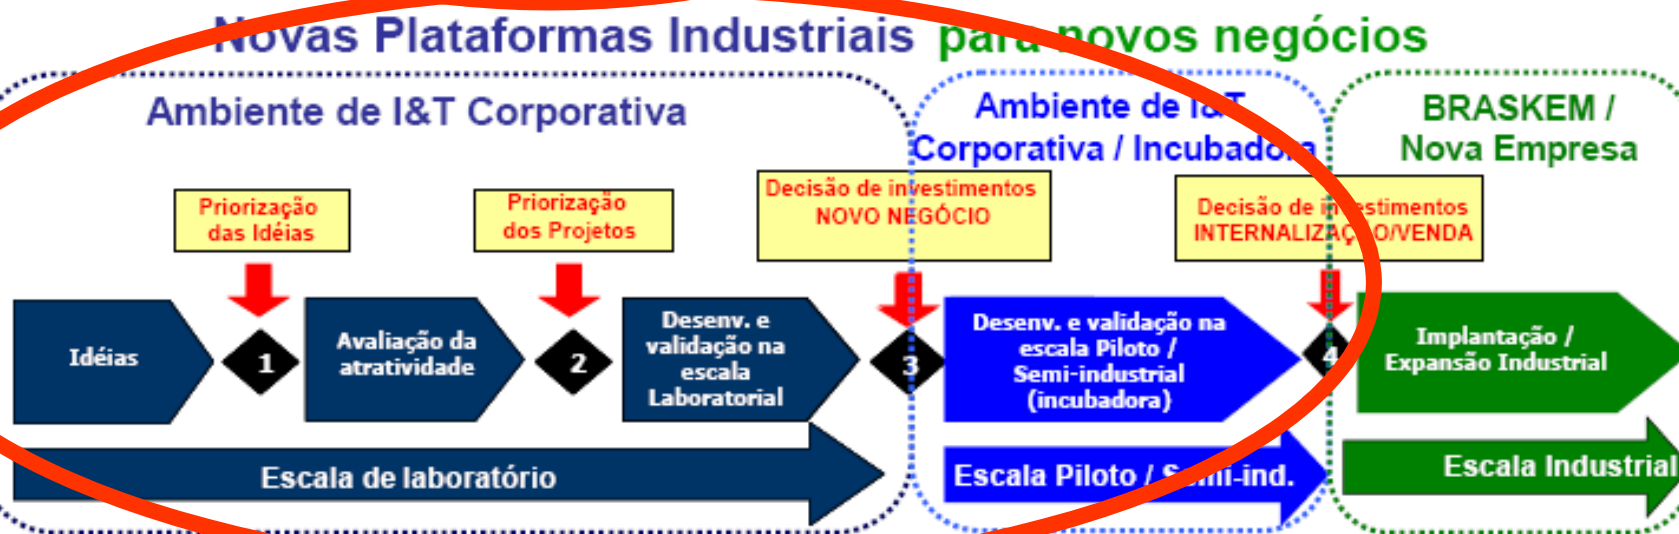 Novas Plataformas Industriais para novos negócios
Ambiente de I&T Corporativa
Ambiente de I&T
Corporativa / Incubadora
BRASKEM /
Nova Empresa
Priorização
das Idéias
Priorização
dos Projetos
Decisão de investimentos
NOVO NEGÓCIO
Decisão de investimentos
INTERNALIZAÇÃO/VENDA
Idéias
1
Avaliação da
atratividade
2
Desenv. e
validação na
escala
Laboratorial
3
Desenv. e validação na
escala Piloto /
Semi-industrial
(incubadora)
4
Implantação /
Expansão Industrial
Escala de laboratório
Escala Piloto / Semi-ind.
Escala Industrial